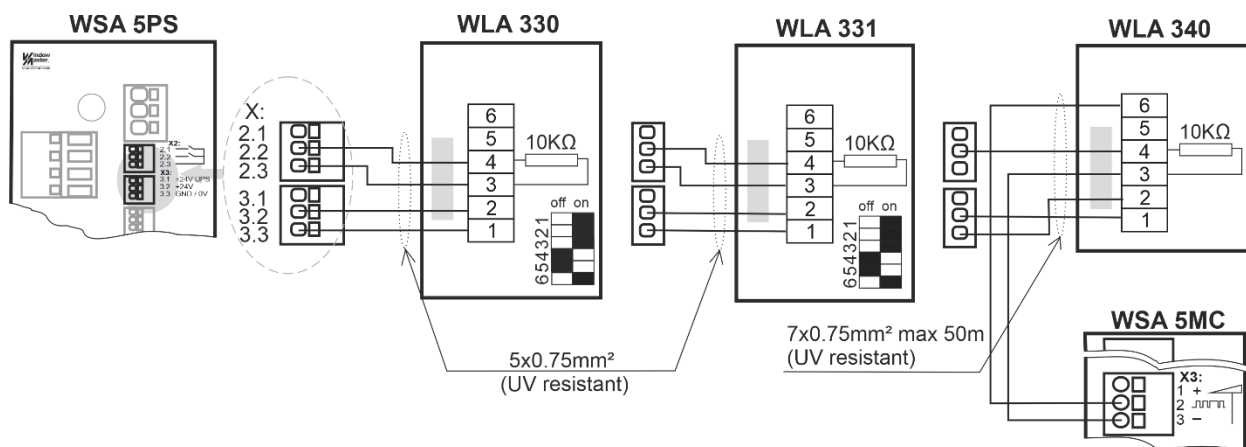 WSA 5PS
WLA 330
WLA 331
WLA 340
Window
Master
X2:
2.1
2.2
2.3
X3:
3.1 +24V UPS
3.2 +24V
3.3 GND / 0V
X:
2.1
2.2
2.3
3.1
3.2
3.3
6
5
4
3
2
1
10KΩ
off on
654321
6
5
4
3
2
1
10KΩ
off on
654321
6
5
4
3
2
1
10KΩ
5x0.75mm²
(UV resistant)
7x0.75mm² max 50m
(UV resistant)
WSA 5MC
X3:
1 +
2
3 −